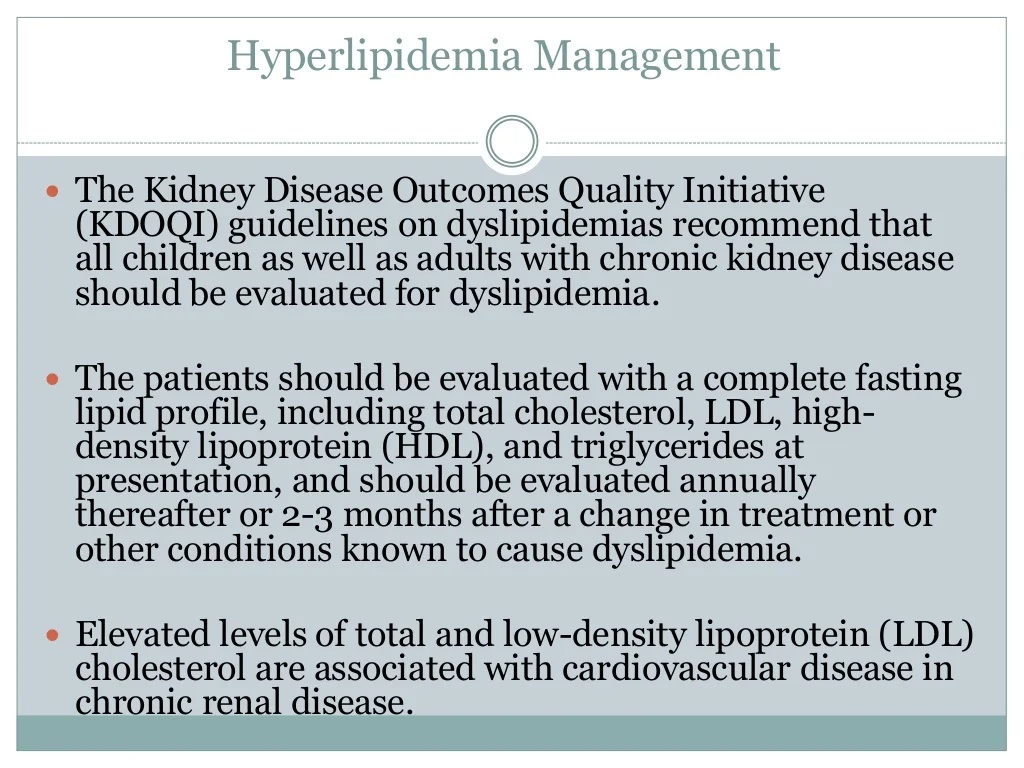 Hyperlipidemia Management
• The Kidney Disease Outcomes Quality Initiative
(KDOQI) guidelines on dyslipidemias recommend that
all children as well as adults with chronic kidney disease
should be evaluated for dyslipidemia.
• The patients should be evaluated with a complete fasting
lipid profile, including total cholesterol, LDL, high-
density lipoprotein (HDL), and triglycerides at
presentation, and should be evaluated annually
thereafter or 2-3 months after a change in treatment or
other conditions known to cause dyslipidemia.
• Elevated levels of total and low-density lipoprotein (LDL)
cholesterol are associated with cardiovascular disease in
chronic renal disease.